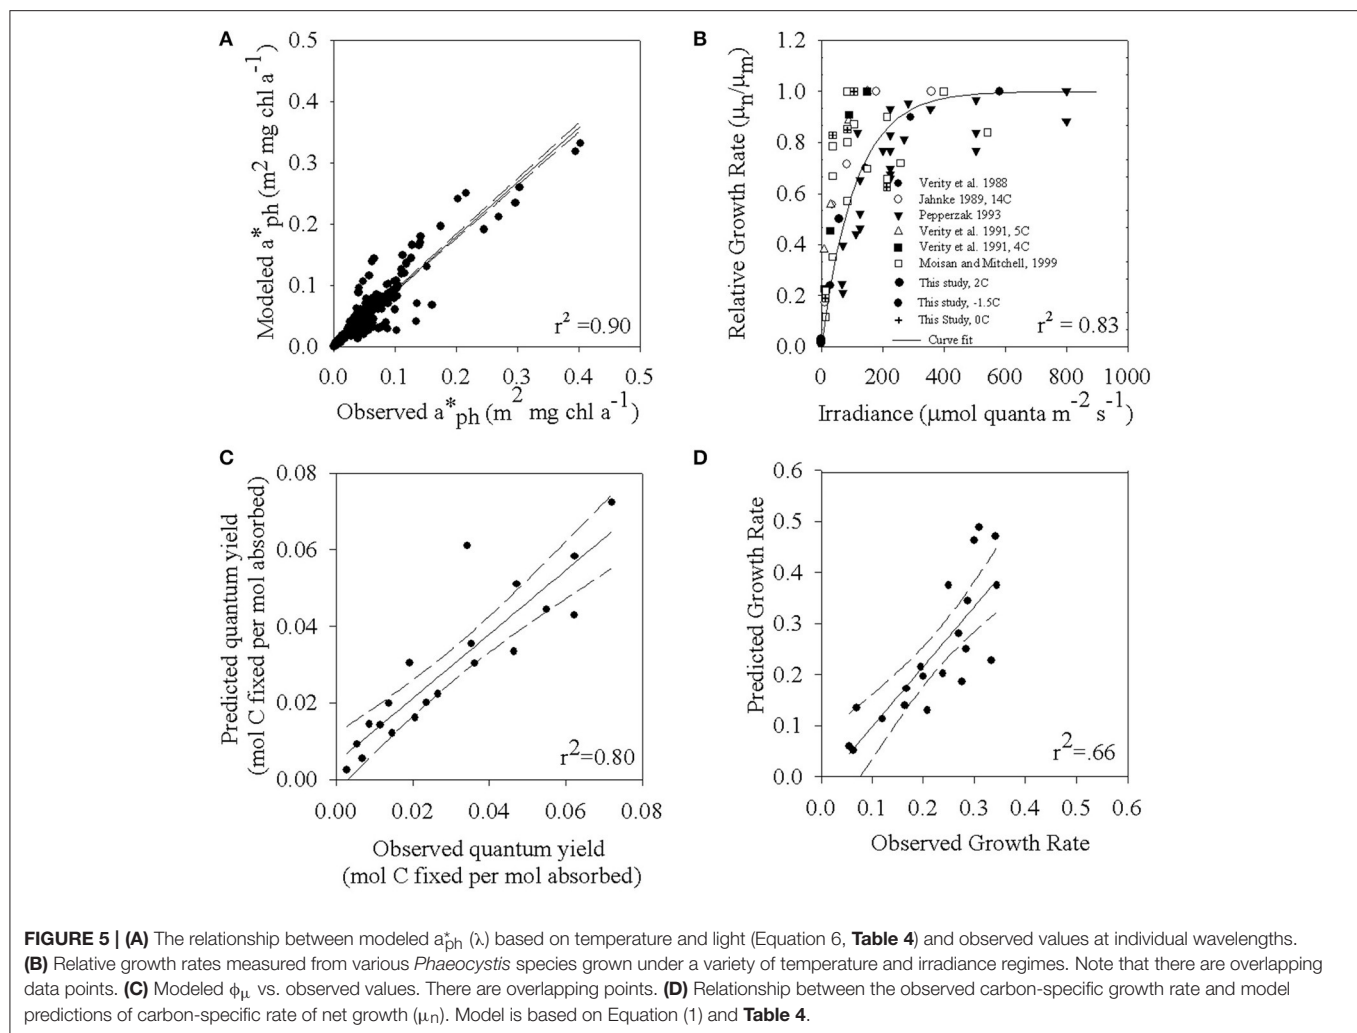 A
0.5
0.4
0.3
0.2
0.1
0.0
Modeled a*ph (m2 mg chl a-1)
r2 =0.90
0.0 0.1 0.2 0.3 0.4 0.5
Observed a*ph (m2 mg chl a-1)
B
1.2
1.0
0.8
0.6
0.4
0.2
0.0
Relative Growth Rate (μn/μm)
Verity et al. 1988
Jahnke 1989, 14C
Pepperzak 1993
Verity et al. 1991, 5C
Verity et al. 1991, 4C
Moisan and Mitchell, 1999
This study, 2C
This study, -1.5C
This Study, 0C
Curve fit
r2 = 0.83
0 200 400 600 800 1000
Irradiance (μmol quanta m-2 s-1)
C
0.08
0.06
0.04
0.02
0.00
Predicted quantum yield
(mol C fixed per mol absorbed)
r2=0.80
0.00 0.02 0.04 0.06 0.08
Observed quantum yield
(mol C fixed per mol absorbed)
D
0.6
0.5
0.4
0.3
0.2
0.1
0.0
Predicted Growth Rate
r2=.66
0.0 0.1 0.2 0.3 0.4 0.5 0.6
Observed Growth Rate
FIGURE 5 | (A) The relationship between modeled a*ph (λ) based on temperature and light (Equation 6, Table 4) and observed values at individual wavelengths.
(B) Relative growth rates measured from various Phaeocystis species grown under a variety of temperature and irradiance regimes. Note that there are overlapping
data points. (C) Modeled ϕμ vs. observed values. There are overlapping points. (D) Relationship between the observed carbon-specific growth rate and model
predictions of carbon-specific rate of net growth (μn). Model is based on Equation (1) and Table 4.